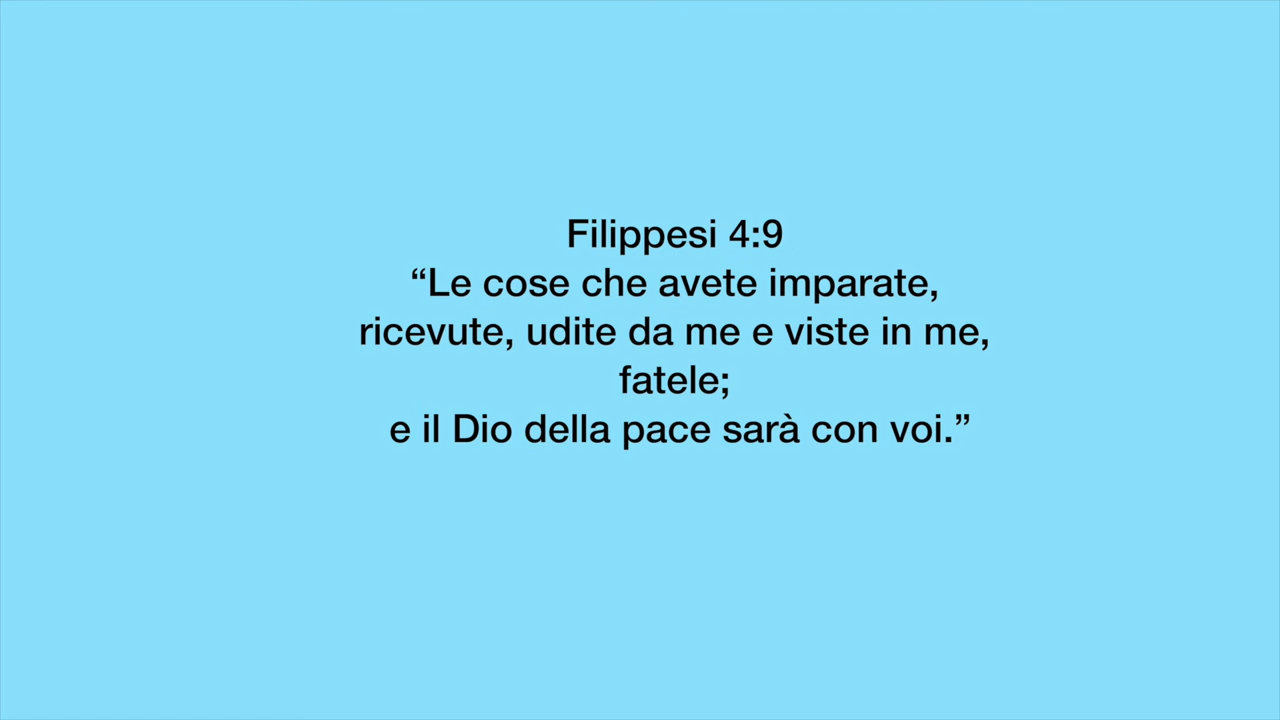 Filippesi 4:9
“Le cose che avete imparate,
ricevute, udite da me e viste in me,
fatele;
e il Dio della pace sarà con voi.”